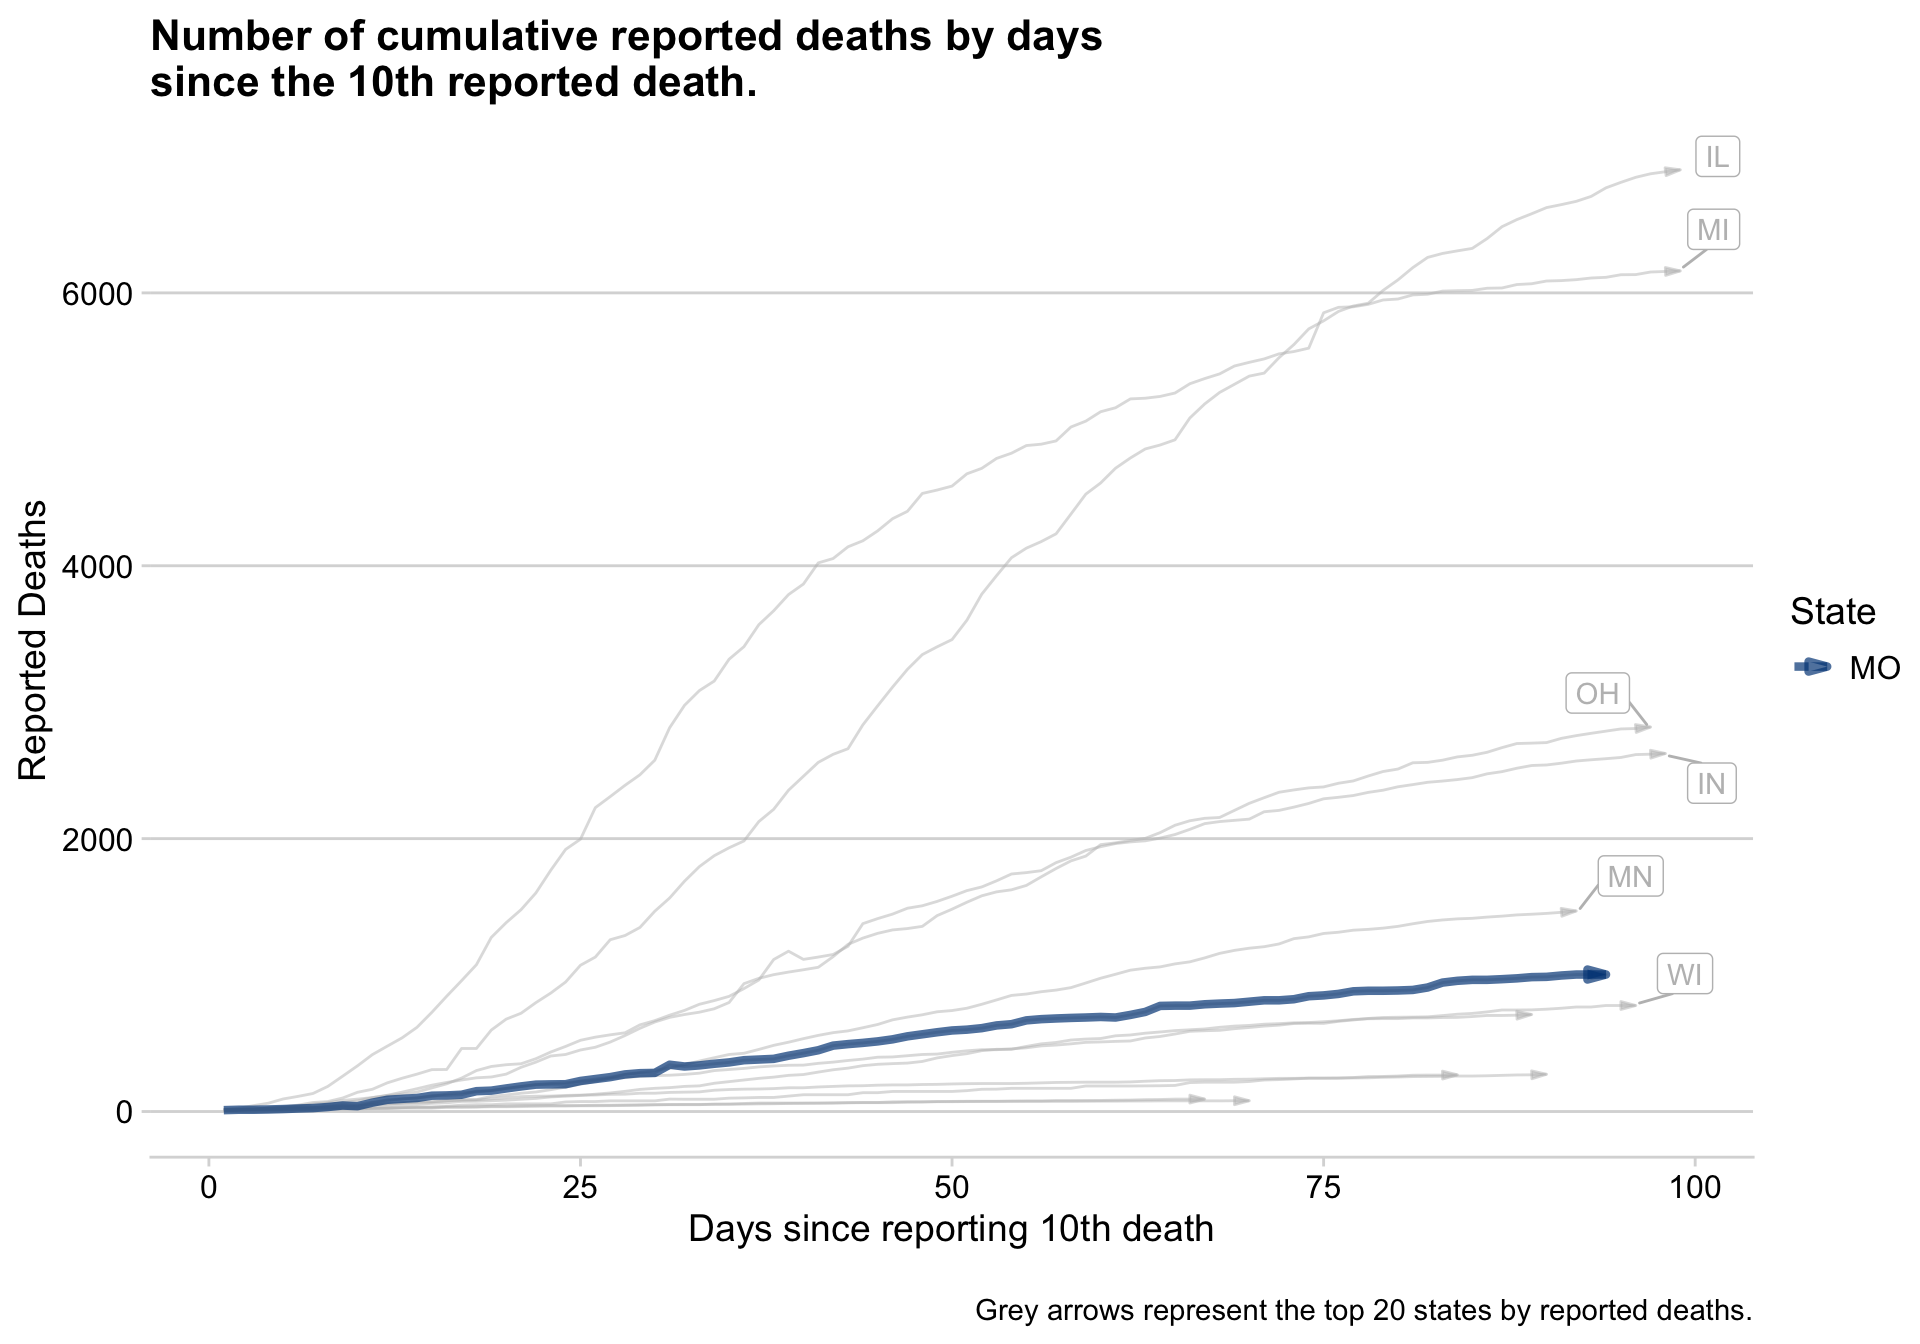 Number of cumulative reported deaths by days
since the 10th reported death.
IL
MI
6000
4000
OH
IN
2000
MN
WI
0
Reported Deaths
State
MO
0 25 50 75 100
Days since reporting 10th death
Grey arrows represent the top 20 states by reported deaths.